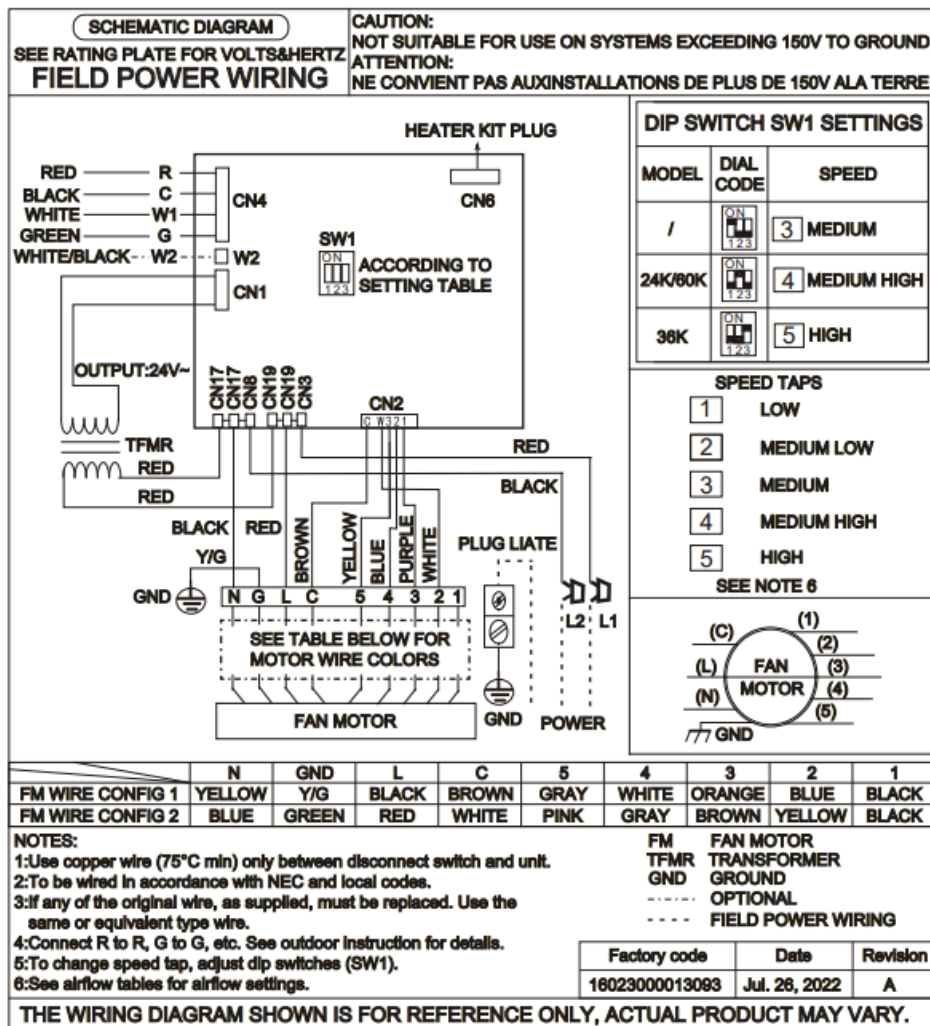 SCHEMATIC DIAGRAM
SEE RATING PLATE FOR VOLTS&HERTZ
FIELD POWER WIRING
CAUTION:
NOT SUITABLE FOR USE ON SYSTEMS EXCEEDING 150V TO GROUND
ATTENTION:
NE CONVIENT PAS AUXINSTALLATIONS DE PLUS DE 150V ALA TERRE
HEATER KIT PLUG
RED R
BLACK C
WHITE W1
GREEN G
WHITE/BLACK W2
CN4
W2
CN1
CN6
SW1
ON
123
ACCORDING TO
SETTING TABLE
OUTPUT:24V~
TFMR
RED
RED
CN17
CN17
CN8
CN19
CN19
CN3
CN2
C W321
RED
BLACK
BLACK
RED
BROWN
YELLOW
BLUE
PURPLE
WHITE
Y/G
GND
N G L C 5 4 3 2 1
SEE TABLE BELOW FOR
MOTOR WIRE COLORS
FAN MOTOR
PLUG LIATE
GND
L2
L1
POWER
DIP SWITCH SW1 SETTINGS
MODEL DIAL CODE SPEED
/ ON 123 3 MEDIUM
24K/60K ON 123 4 MEDIUM HIGH
36K ON 123 5 HIGH
SPEED TAPS
1 LOW
2 MEDIUM LOW
3 MEDIUM
4 MEDIUM HIGH
5 HIGH
SEE NOTE 6
(C)
(L)
(N)
GND
FAN
MOTOR
(1)
(2)
(3)
(4)
(5)
N GND L C 5 4 3 2 1
FM WIRE CONFIG 1 YELLOW Y/G BLACK BROWN GRAY WHITE ORANGE BLUE BLACK
FM WIRE CONFIG 2 BLUE GREEN RED WHITE PINK GRAY BROWN YELLOW BLACK
NOTES:
1:Use copper wire (75°C min) only between disconnect switch and unit.
2:To be wired in accordance with NEC and local codes.
3:If any of the original wire, as supplied, must be replaced. Use the
same or equivalent type wire.
4:Connect R to R, G to G, etc. See outdoor instruction for details.
5:To change speed tap, adjust dip switches (SW1).
6:See airflow tables for airflow settings.
FM FAN MOTOR
TFMR TRANSFORMER
GND GROUND
OPTIONAL
FIELD POWER WIRING
Factory code Date Revision
16023000013093 Jul. 26, 2022 A
THE WIRING DIAGRAM SHOWN IS FOR REFERENCE ONLY, ACTUAL PRODUCT MAY VARY.